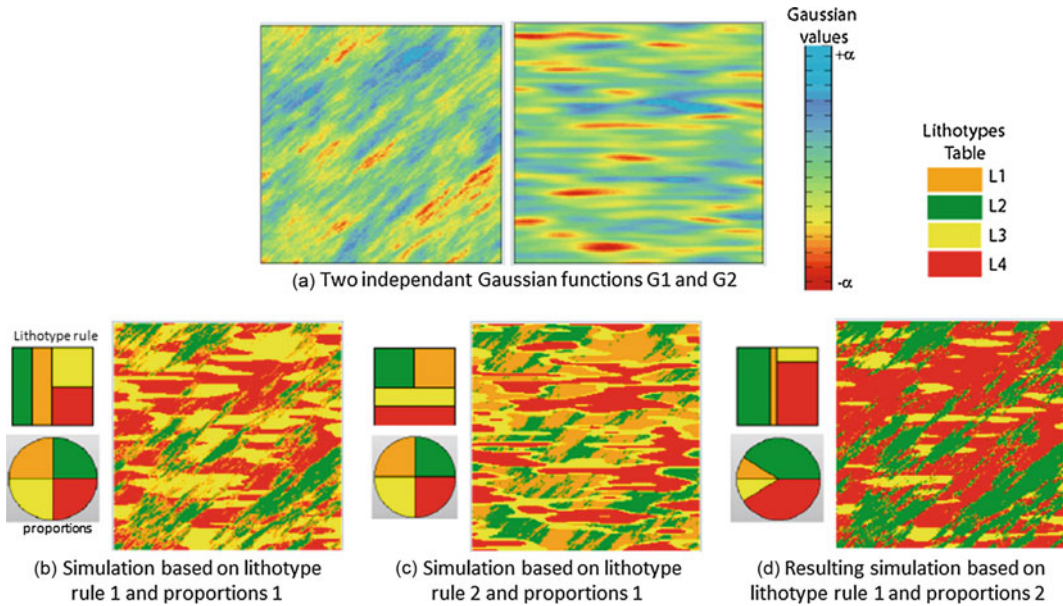 Gaussian
values
+α
-α
Lithotypes
Table
L1
L2
L3
L4
(a) Two independant Gaussian functions G1 and G2
Lithotype rule
proportions
(b) Simulation based on lithotype
rule 1 and proportions 1
(c) Simulation based on lithotype
rule 2 and proportions 1
(d) Resulting simulation based on
lithotype rule 1 and proportions 2